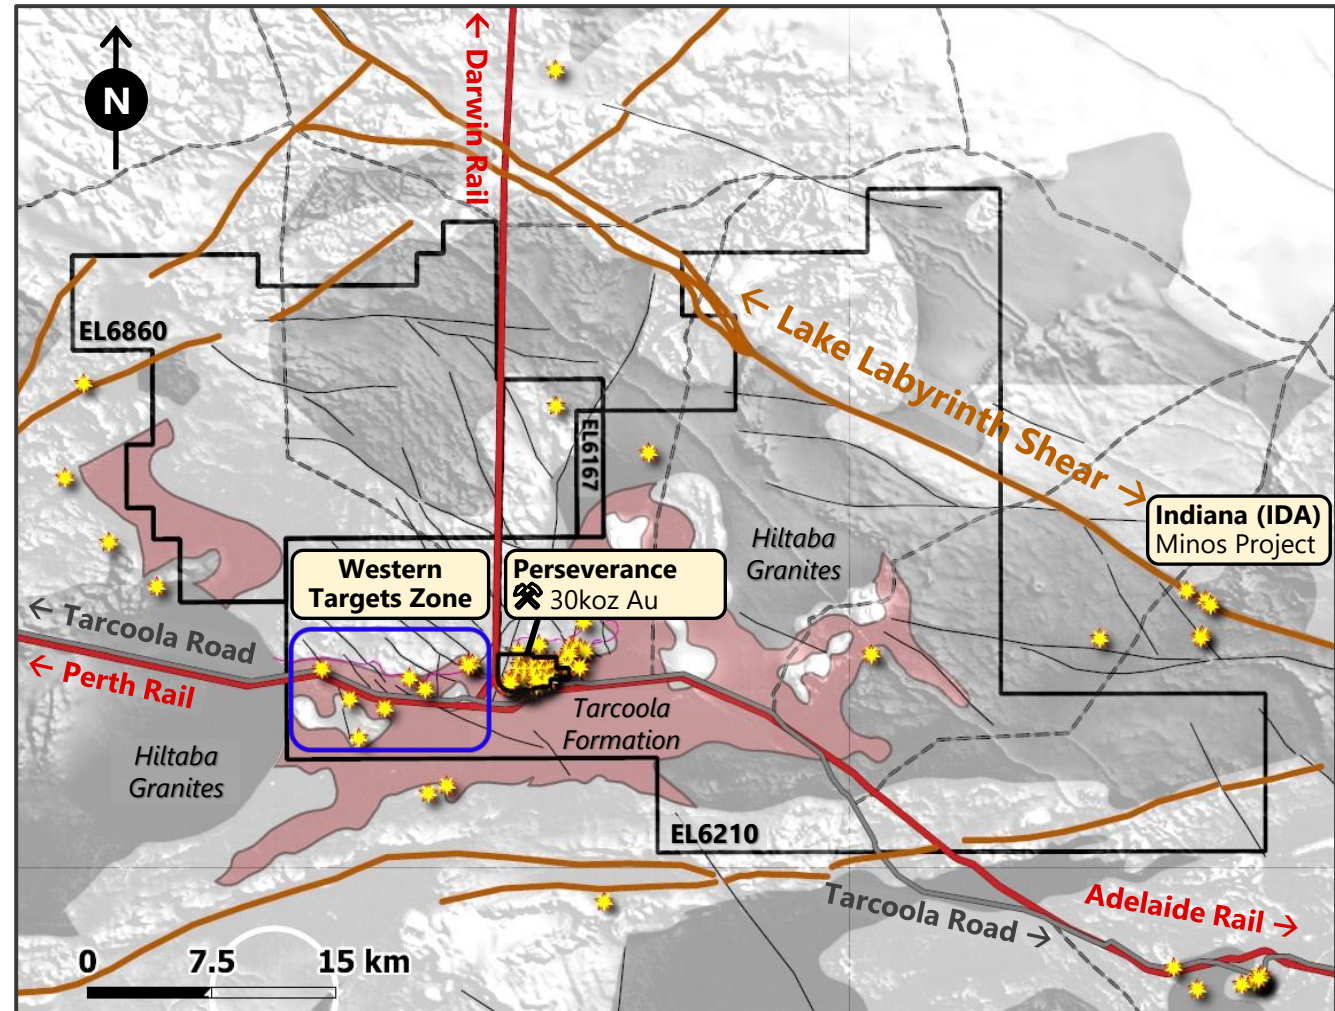 N
← Darwin Rail
EL6860
← Lake Labyrinth Shear →
EL6167
Indiana (IDA)
Minos Project
Hiltaba
Granites
Western
Targets Zone
Perseverance
30koz Au
← Tarcoola Road
← Perth Rail
Tarcoola
Formation
Hiltaba
Granites
EL6210
Tarcoola Road →
Adelaide Rail →
0 7.5 15 km